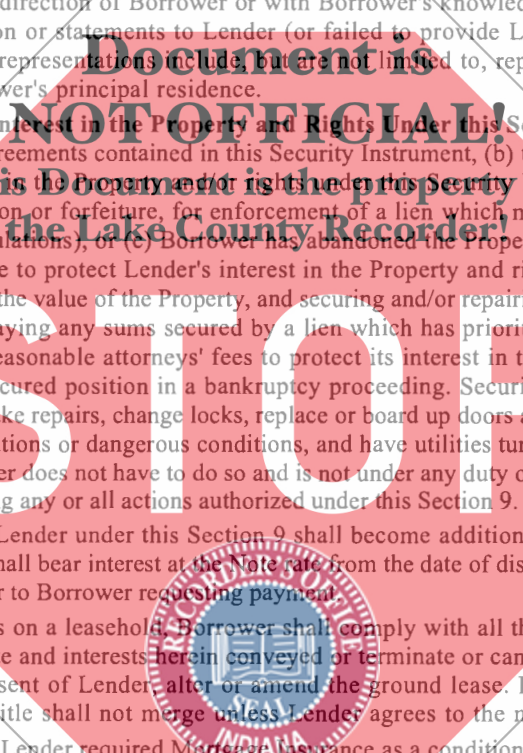 direction of Borrower or with Borrower's knowledg
on or statements to Lender (or failed to provide L
Document is
representations include, but are not limited to, rep
wer's principal residence.
NOT OFFICIAL!
nterest in the Property and Rights Under this S
reements contained in this Security Instrument, (b)
is Document is the property
in the Property and/or rights under this Security
on or forfeiture, for enforcement of a lien which m
the Lake County Recorder!
lations), or (c) Borrower has abandoned the Prope
e to protect Lender's interest in the Property and ri
the value of the Property, and securing and/or repairi
aying any sums secured by a lien which has priorit
easonable attorneys' fees to protect its interest in t
cured position in a bankruptcy proceeding. Securi
STOP
ke repairs, change locks, replace or board up doors a
tions or dangerous conditions, and have utilities tur
er does not have to do so and is not under any duty o
g any or all actions authorized under this Section 9.
Lender under this Section 9 shall become addition
hall bear interest at the Note rate from the date of dis
r to Borrower requesting payment.
s on a leasehold, Borrower shall comply with all th
e and interests herein conveyed or terminate or can
sent of Lender, alter or amend the ground lease. I
itle shall not merge unless Lender agrees to the m
Lender required Mortgage Insurance as a condition
RECORDER'S OFFICE
SEAL
INDIANA